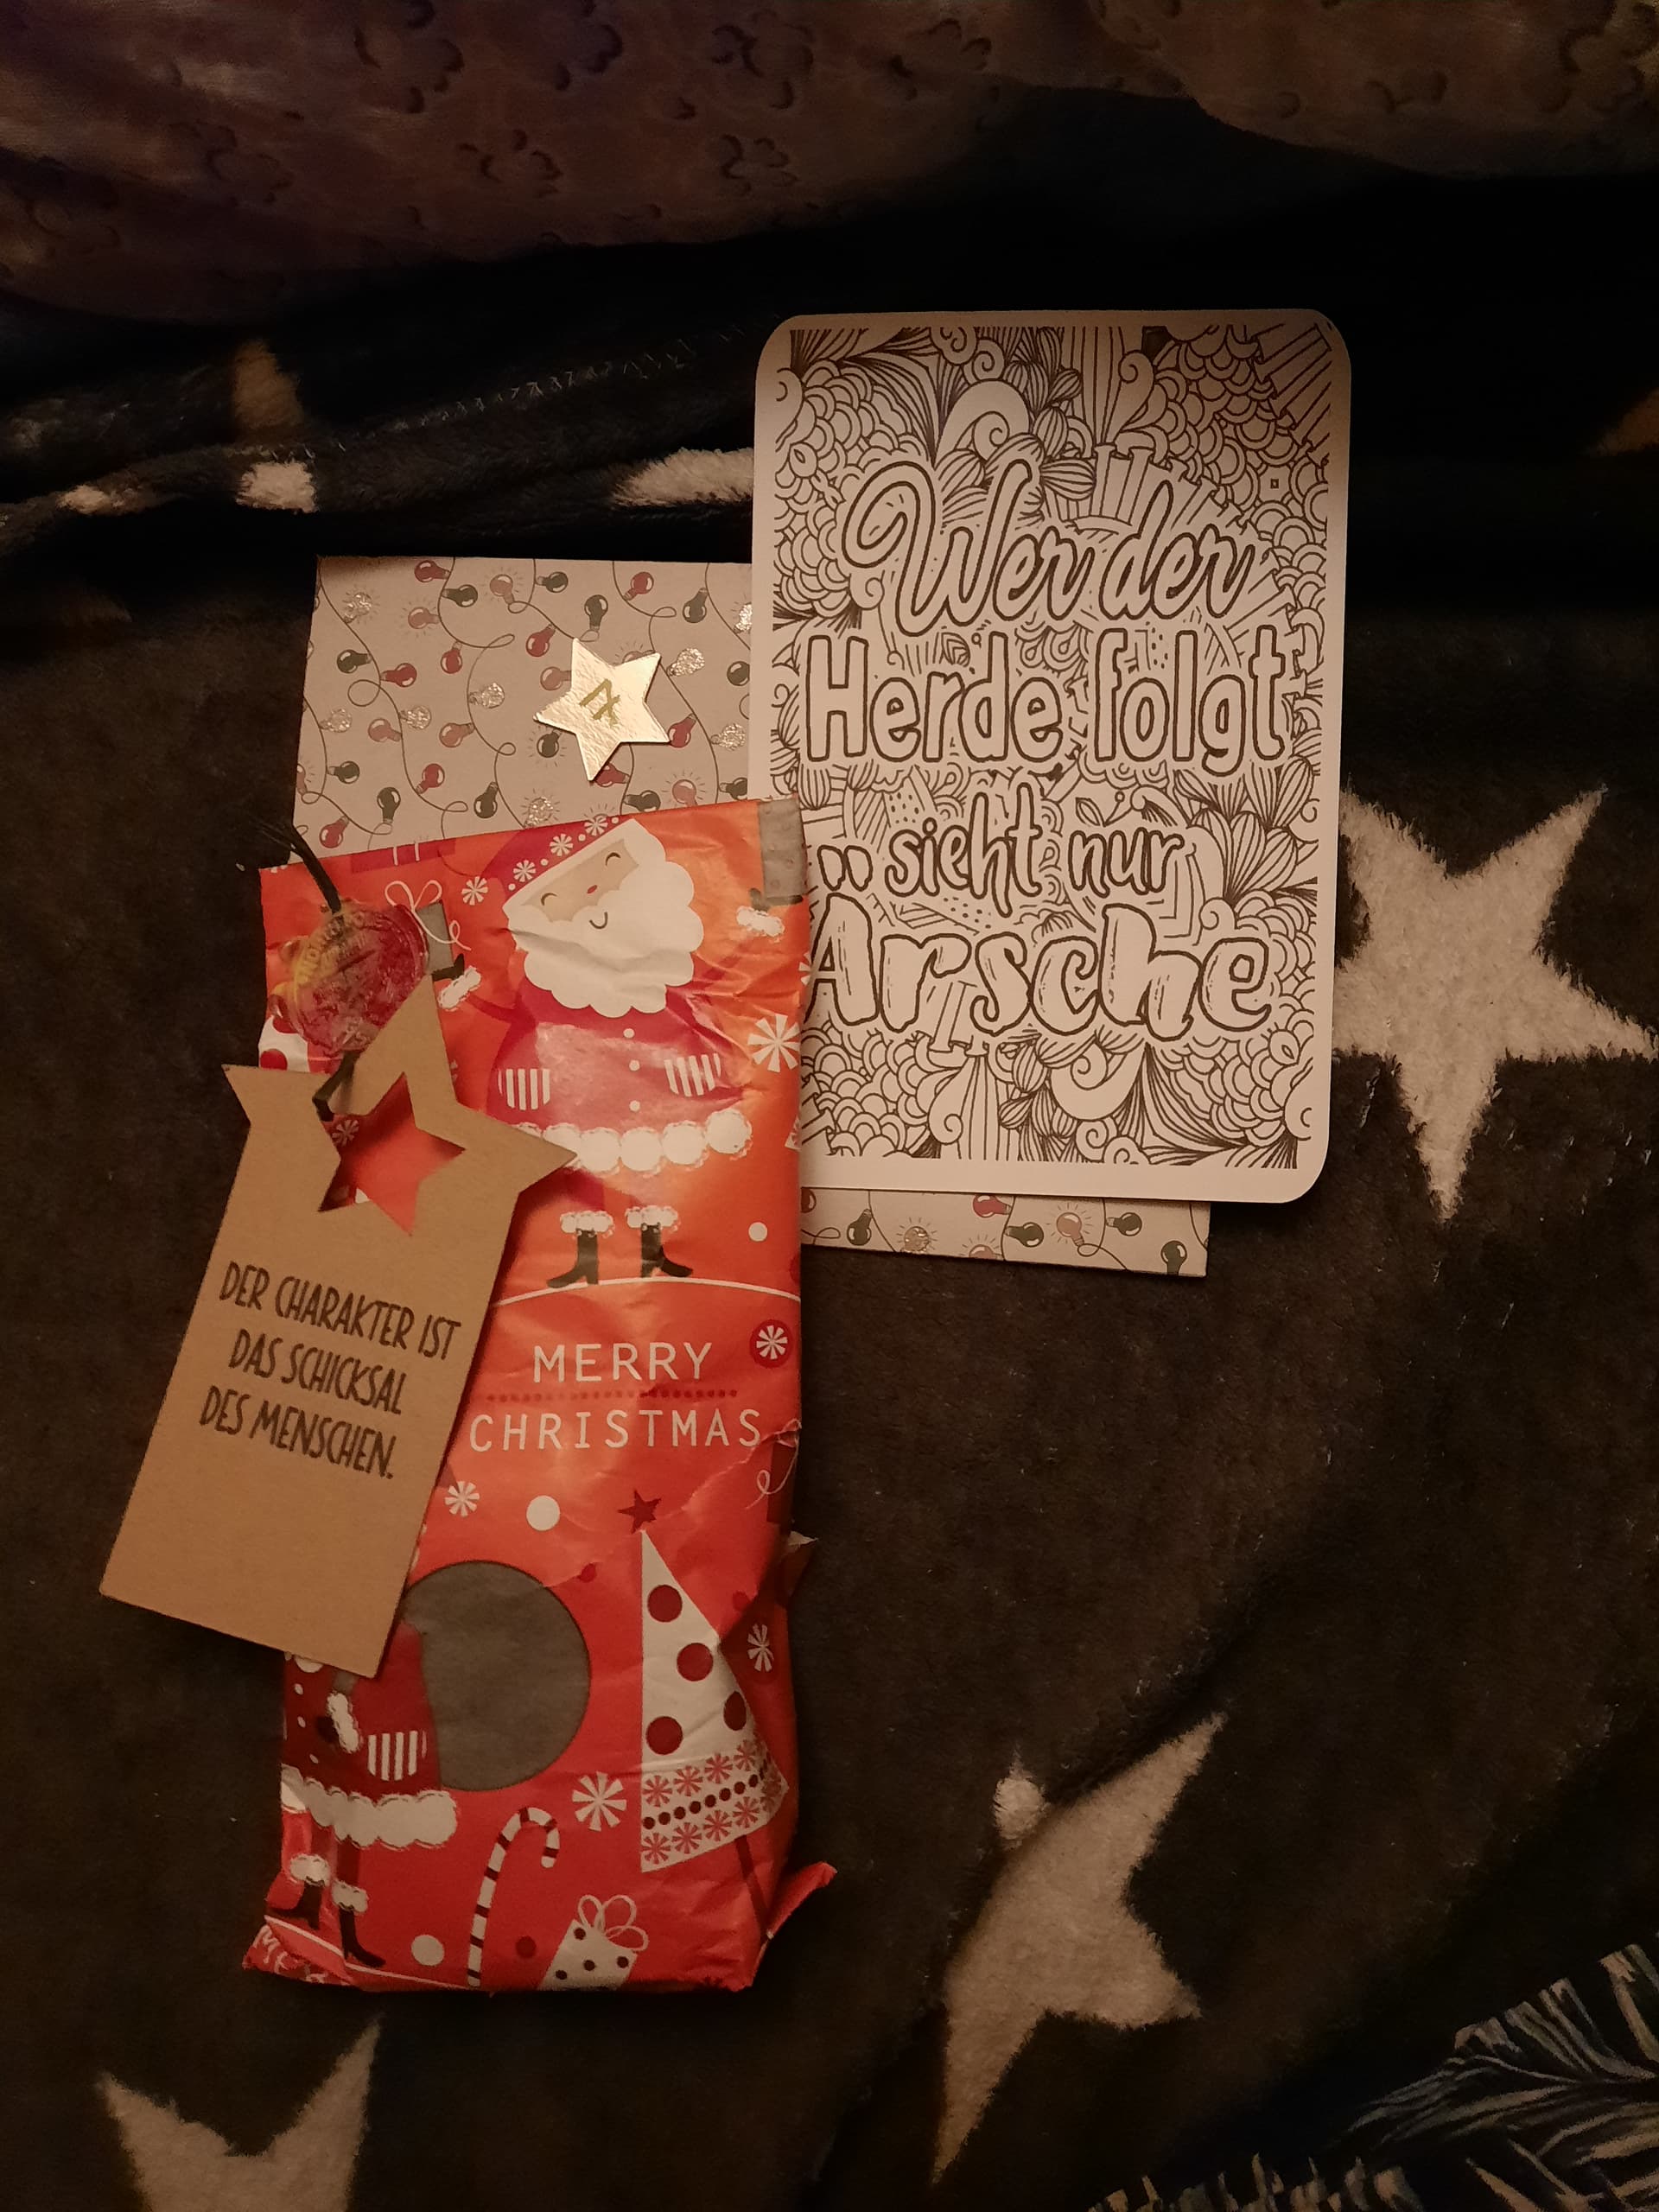 Wer der
Herde folgt
sieht nur
Ärsche
DER CHARAKTER IST
DAS SCHICKSAL
DES MENSCHEN.
MERRY
CHRISTMAS